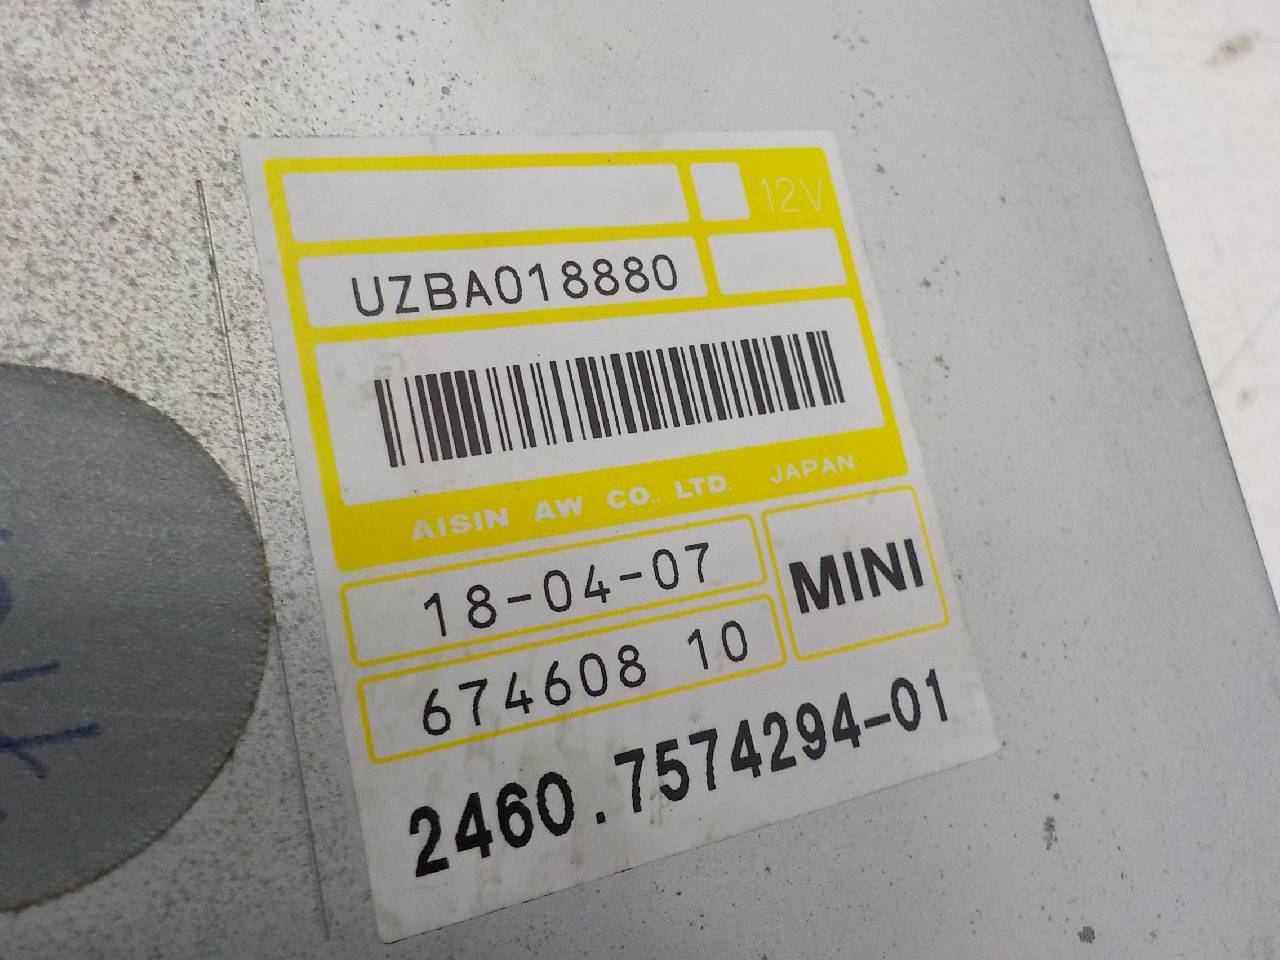 12V
UZBA018880
AISIN AW CO., LTD. JAPAN
18-04-07
MINI
674608 10
2460.7574294-01